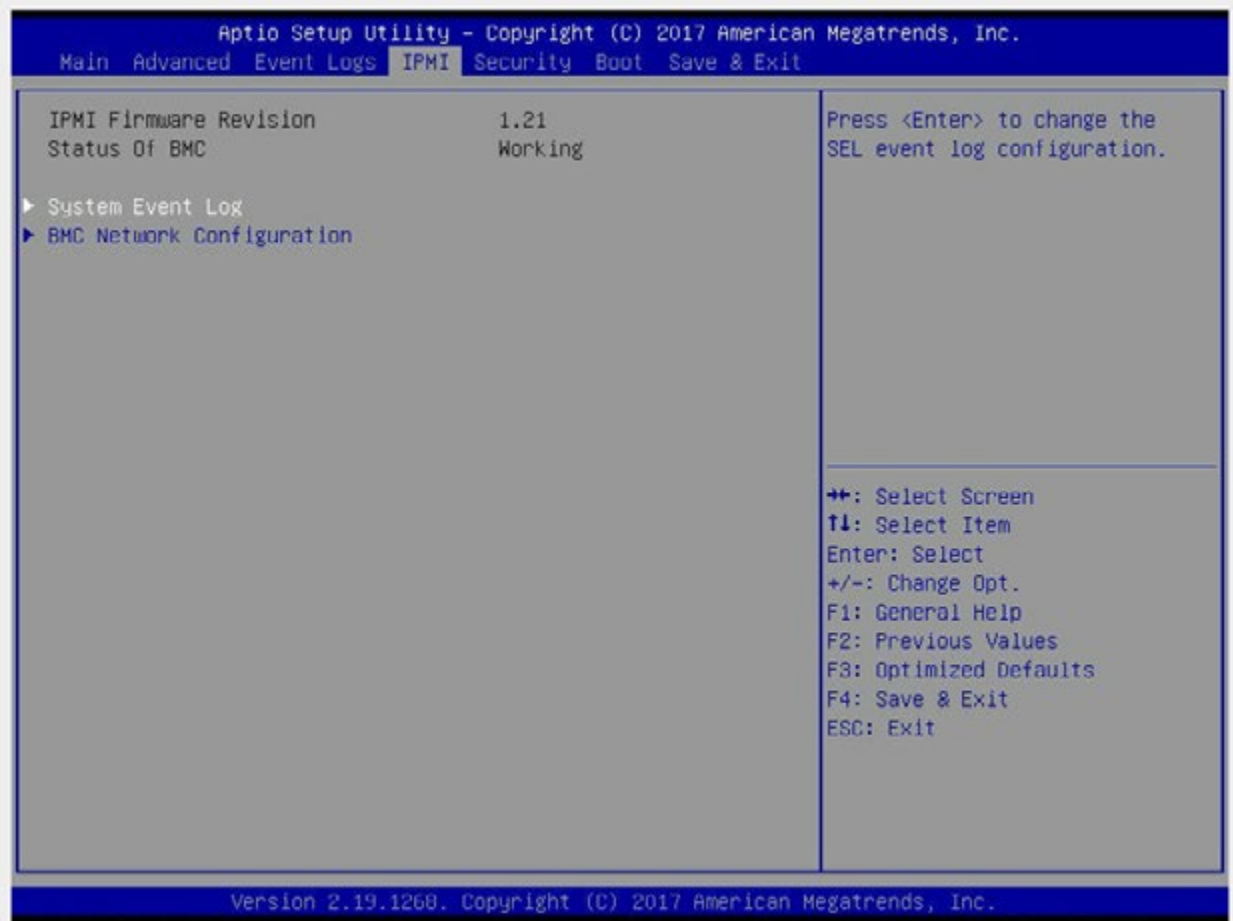 Aptio Setup Utility - Copyright (C) 2017 American Megatrends, Inc.
Main Advanced Event Logs IPMI Security Boot Save & Exit
IPMI Firmware Revision 1.21
Status Of BMC Working
▶ System Event Log
▶ BMC Network Configuration
Press <Enter> to change the
SEL event log configuration.
→←: Select Screen
↑↓: Select Item
Enter: Select
+/-: Change Opt.
F1: General Help
F2: Previous Values
F3: Optimized Defaults
F4: Save & Exit
ESC: Exit
Version 2.19.1268. Copyright (C) 2017 American Megatrends, Inc.